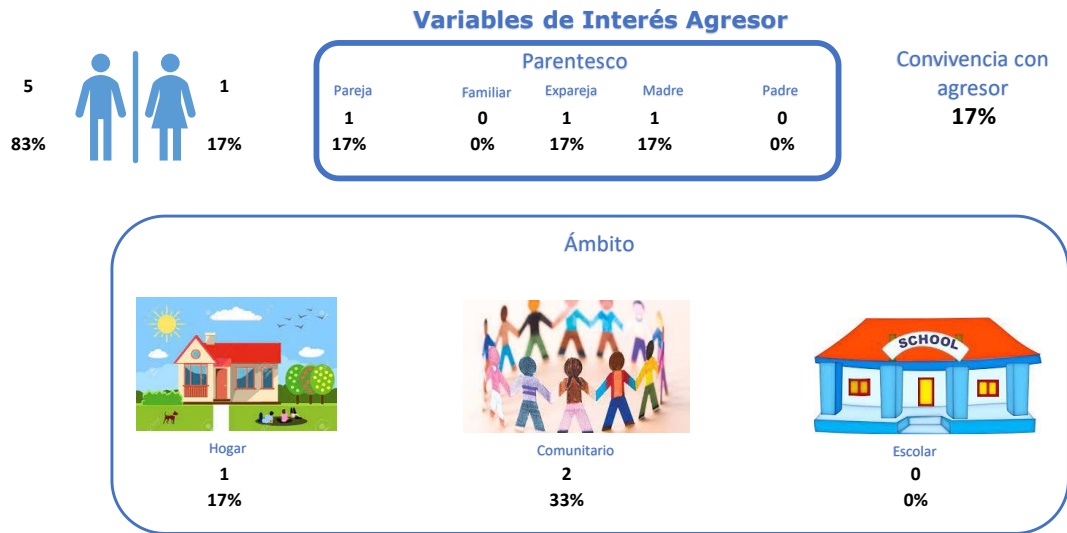 Variables de Interés Agresor
5
83%
1
17%
Parentesco
Pareja Familiar Expareja Madre Padre
1 0 1 1 0
17% 0% 17% 17% 0%
Convivencia con
agresor
17%
Ámbito
SCHOOL
Hogar Comunitario Escolar
1 2 0
17% 33% 0%